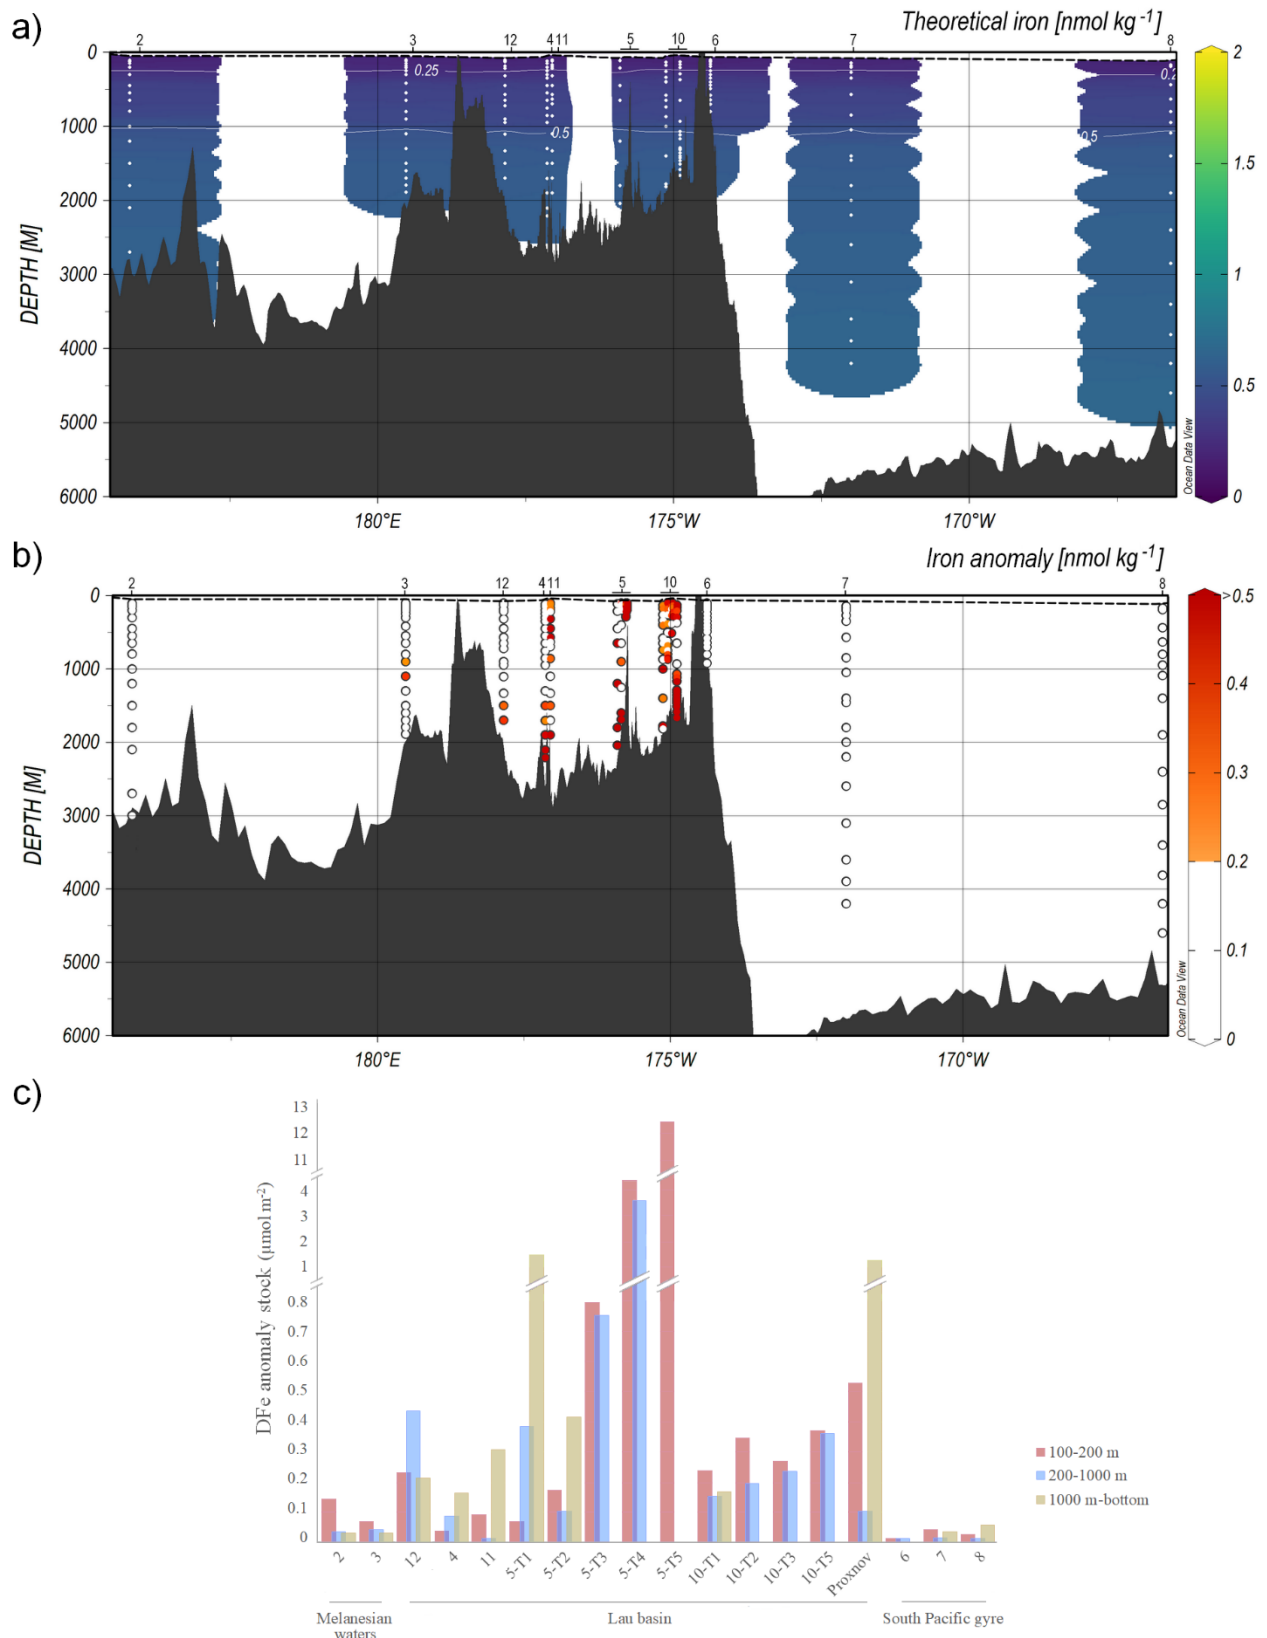 a)
Theoretical iron [nmol kg⁻¹]
2 3 12 4 11 5 10 6 7 8
0
1000
2000
3000
4000
5000
6000
DEPTH [M]
0.25
0.5
0.5
180°E 175°W 170°W
Ocean Data View
2
1.5
1
0.5
0
b)
Iron anomaly [nmol kg⁻¹]
2 3 12 4 11 5 10 6 7 8
0
1000
2000
3000
4000
5000
6000
DEPTH [M]
180°E 175°W 170°W
Ocean Data View
>0.5
0.4
0.3
0.2
0.1
0
c)
DFe anomaly stock (μmol m⁻²)
13
12
11
4
3
2
1
0.8
0.7
0.6
0.5
0.4
0.3
0.2
0.1
0
100-200 m
200-1000 m
1000 m-bottom
2 3 12 4 11 5-T1 5-T2 5-T3 5-T4 5-T5 10-T1 10-T2 10-T3 10-T5 Proxnov 6 7 8
Melanesian
waters
Lau basin
South Pacific gyre